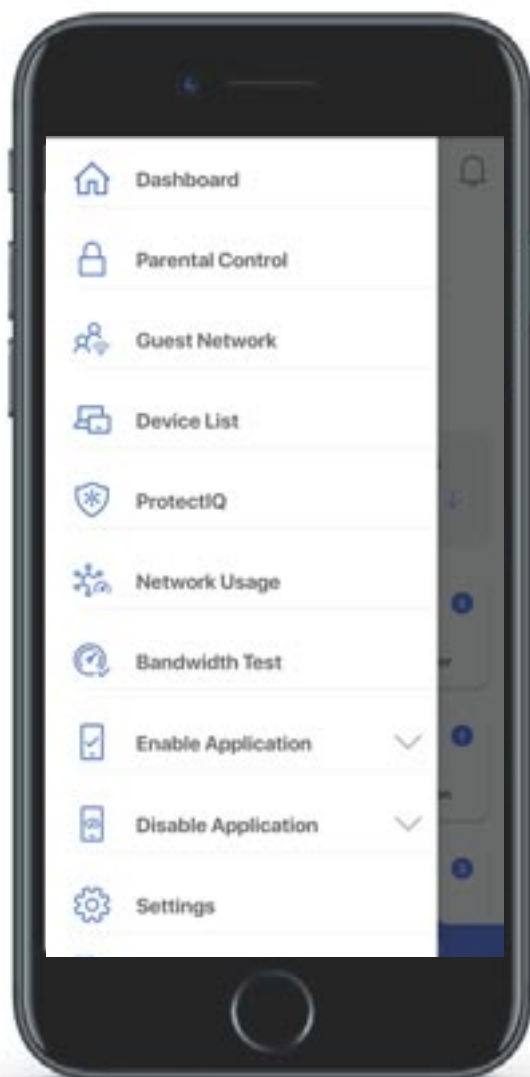 Dashboard
Parental Control
Guest Network
Device List
ProtectIQ
Network Usage
Bandwidth Test
Enable Application
Disable Application
Settings